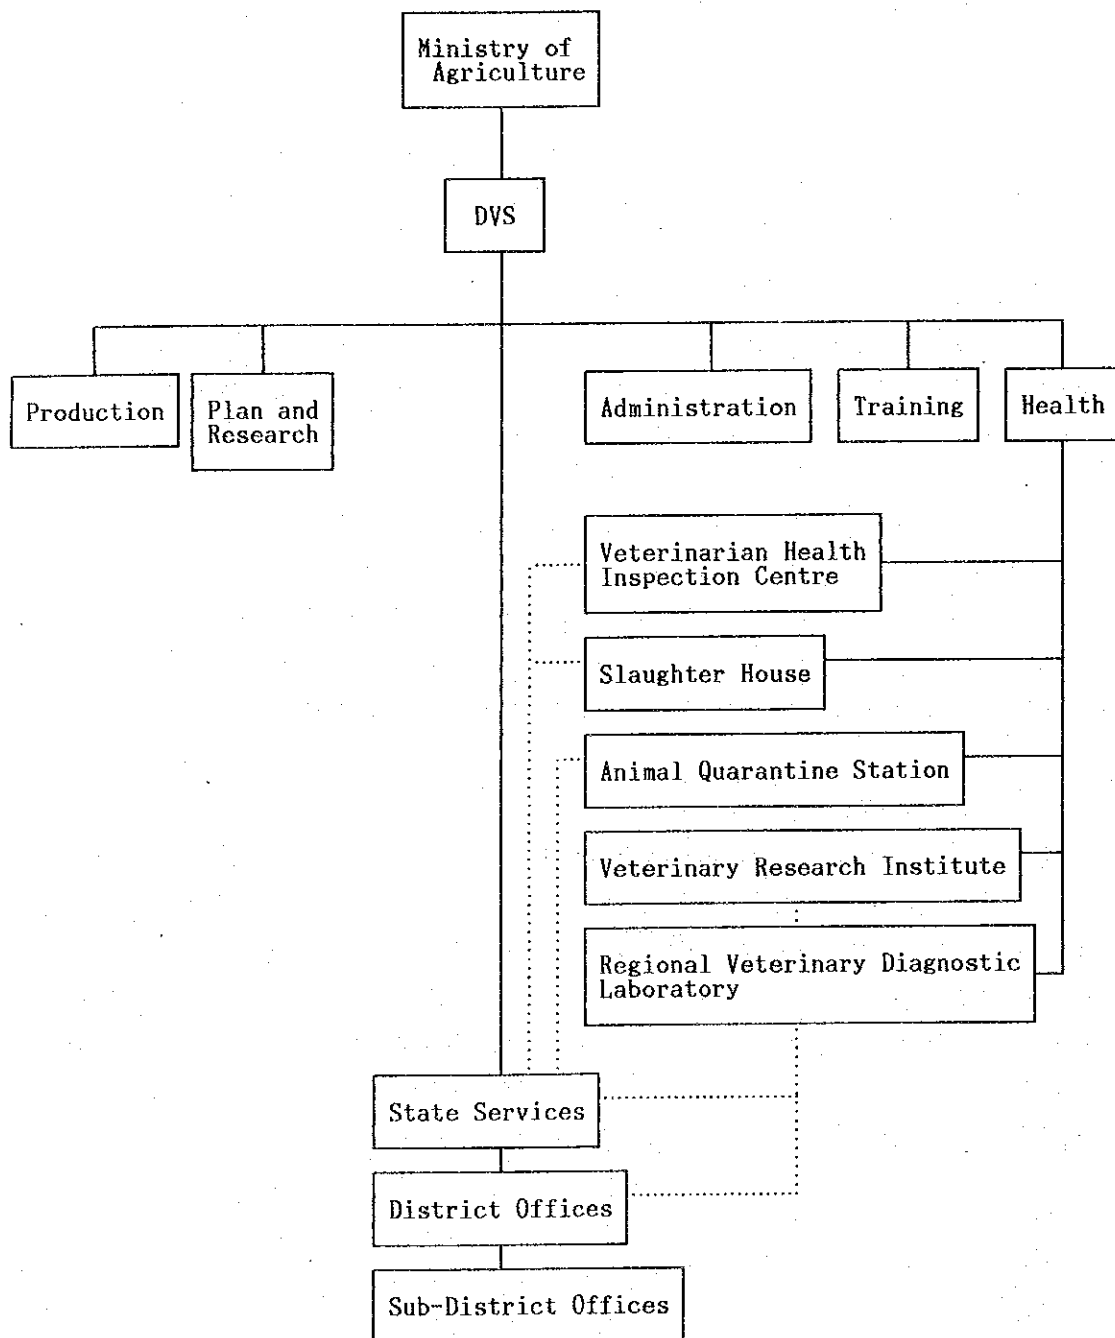 Ministry of
Agriculture
DVS
Production
Plan and
Research
Administration
Training
Health
Veterinarian Health
Inspection Centre
Slaughter House
Animal Quarantine Station
Veterinary Research Institute
Regional Veterinary Diagnostic
Laboratory
State Services
District Offices
Sub-District Offices